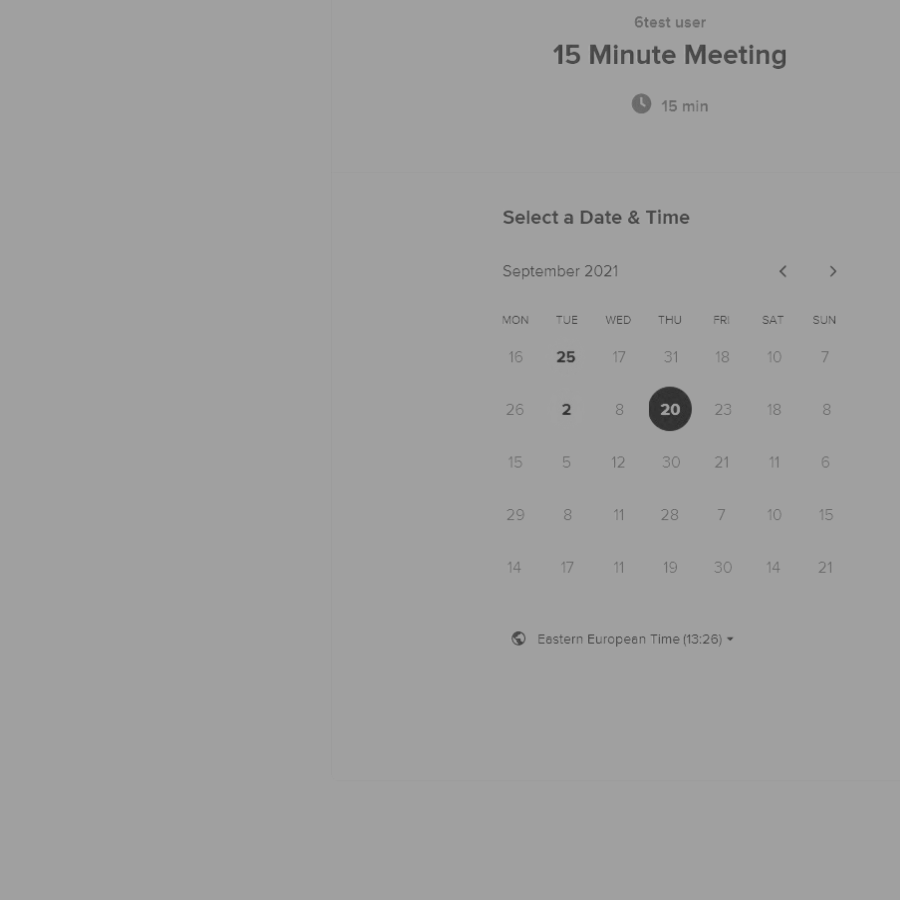 6test user
15 Minute Meeting
15 min
Select a Date & Time
September 2021
MON TUE WED THU FRI SAT SUN
16 25 17 31 18 10 7
26 2 8 20 23 18 8
15 5 12 30 21 11 6
29 8 11 28 7 10 15
14 17 11 19 30 14 21
Eastern European Time (13:26)